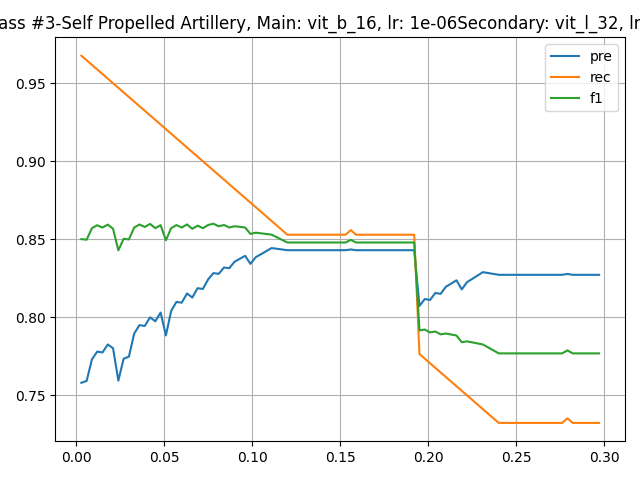 ass #3-Self Propelled Artillery, Main: vit_b_16, lr: 1e-06Secondary: vit_l_32, lr
pre
rec
f1
0.95
0.90
0.85
0.80
0.75
0.00 0.05 0.10 0.15 0.20 0.25 0.30